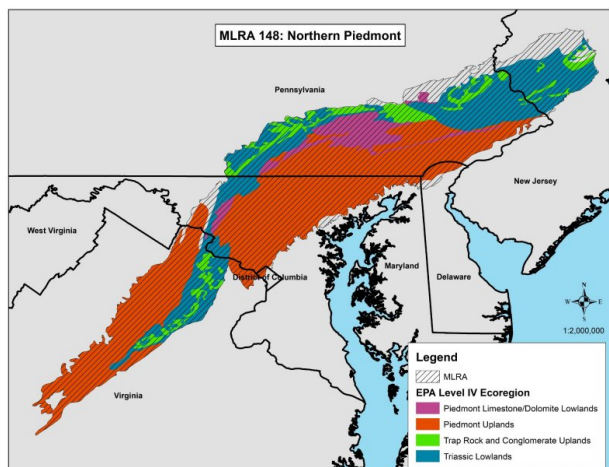 MLRA 148: Northern Piedmont
Pennsylvania
New Jersey
West Virginia
District of Columbia
Maryland
Delaware
Virginia
N
W
E
S
1:2,000,000
Legend
MLRA
EPA Level IV Ecoregion
Piedmont Limestone/Dolomite Lowlands
Piedmont Uplands
Trap Rock and Conglomerate Uplands
Triassic Lowlands